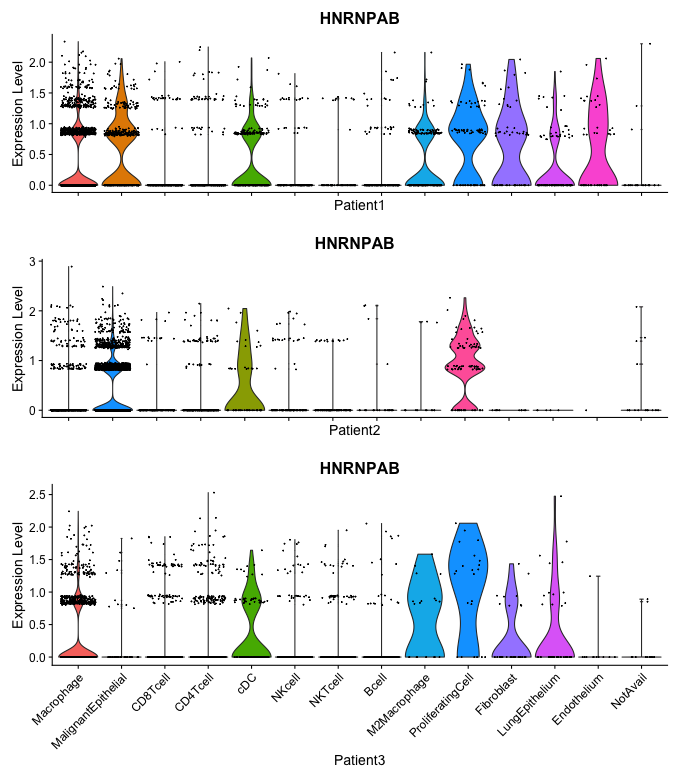 HNRNPAB
Expression Level
2.0
1.5
1.0
0.5
0.0
Patient1
HNRNPAB
Expression Level
3
2
1
0
Patient2
HNRNPAB
Expression Level
2.5
2.0
1.5
1.0
0.5
0.0
Macrophage
MalignantEpithelial
CD8Tcell
CD4Tcell
cDC
NKcell
NKTcell
Bcell
M2Macrophage
ProliferatingCell
Fibroblast
LungEpithelium
Endothelium
NotAvail
Patient3